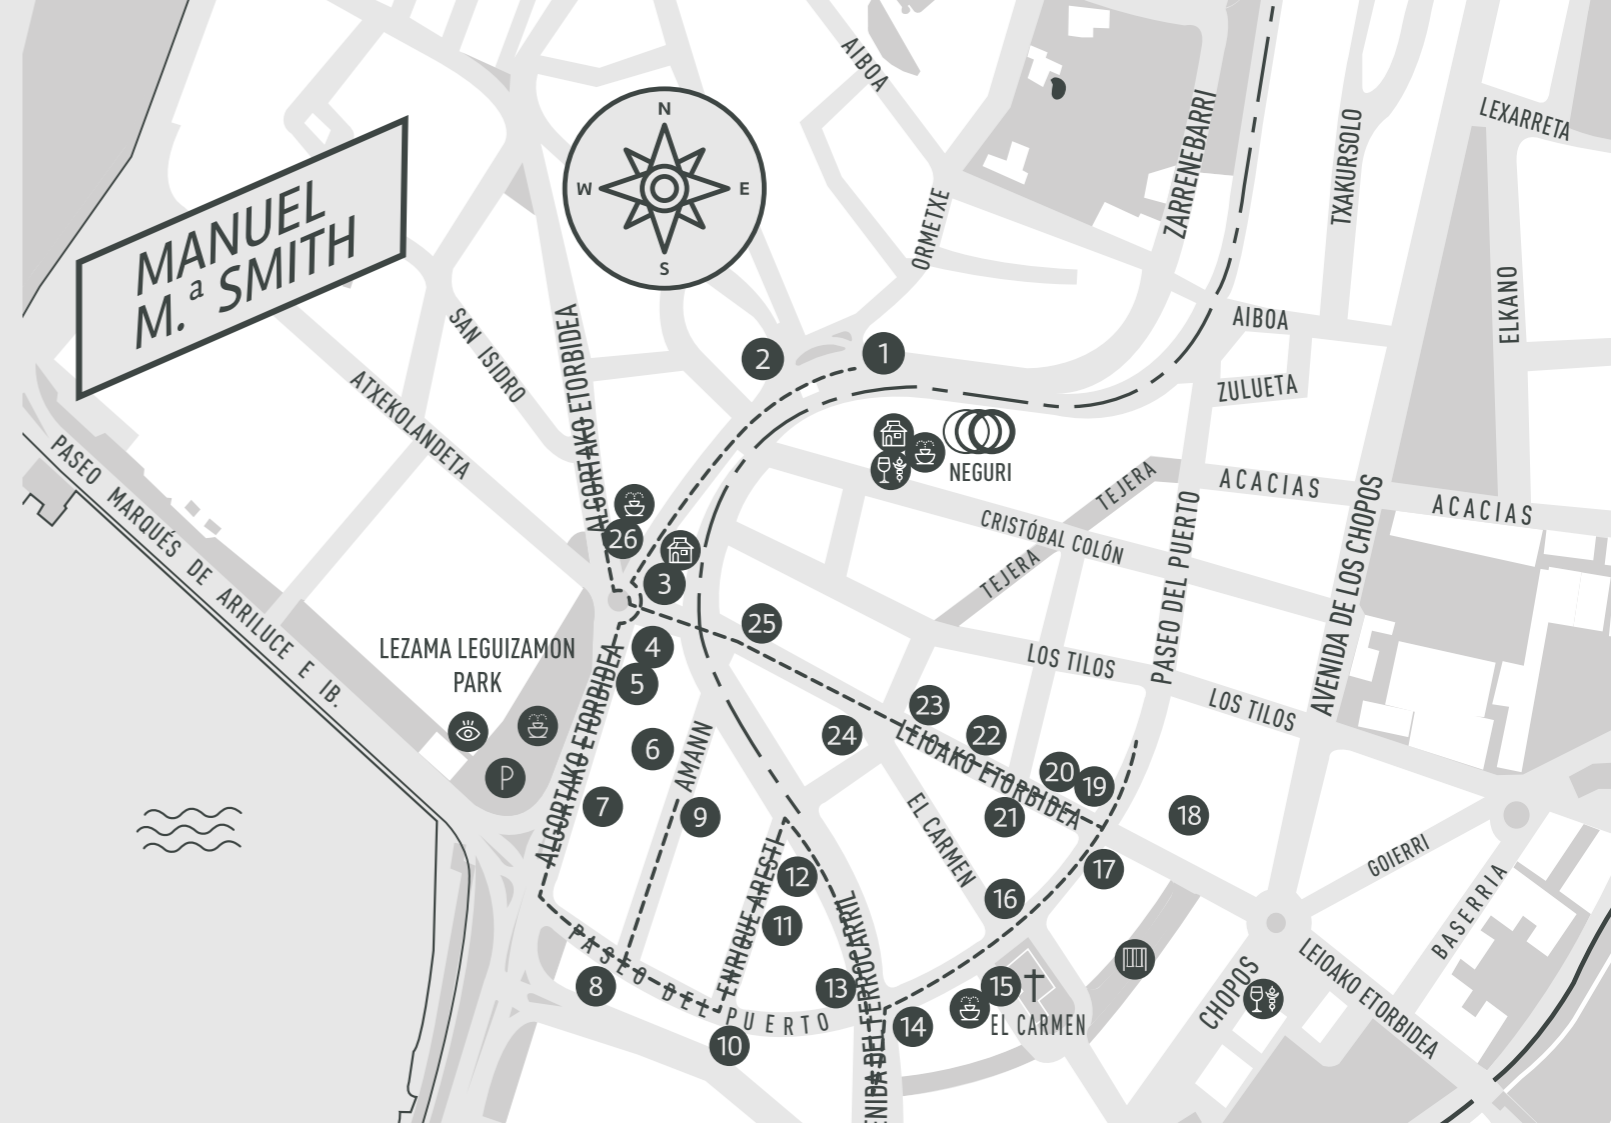 AIBOA
LEXARRETA
ZARRENEBARRI
TXAKURSOLO
N
W
E
S
MANUEL
M.ª SMITH
ORMETXE
ELKANO
AIBOA
SAN ISIDRO
ALGORTAKO ETORBIDEA
2
1
ATXEKOLANDETA
ZULUETA
PASEO MARQUÉS DE ARRILUCE E IB.
NEGURI
TEJERA
ACACIAS
ACACIAS
CRISTÓBAL COLÓN
PASEO DEL PUERTO
AVENIDA DE LOS CHOPOS
26
TEJERA
3
25
LEZAMA LEGUIZAMON
PARK
4
5
LOS TILOS
LOS TILOS
ALGORTAKO ETORBIDEA
23
24
22
LEIOAKO ETORBIDEA
6
AMANN
P
20
19
7
9
21
18
EL CARMEN
GOIERRI
17
12
ENRIQUE ARESTI
16
BASERRIA
11
PASEO DEL PUERTO
8
13
15
EL CARMEN
14
10
CHOPOS
LEIOAKO ETORBIDEA
DEL FERROCARRIL